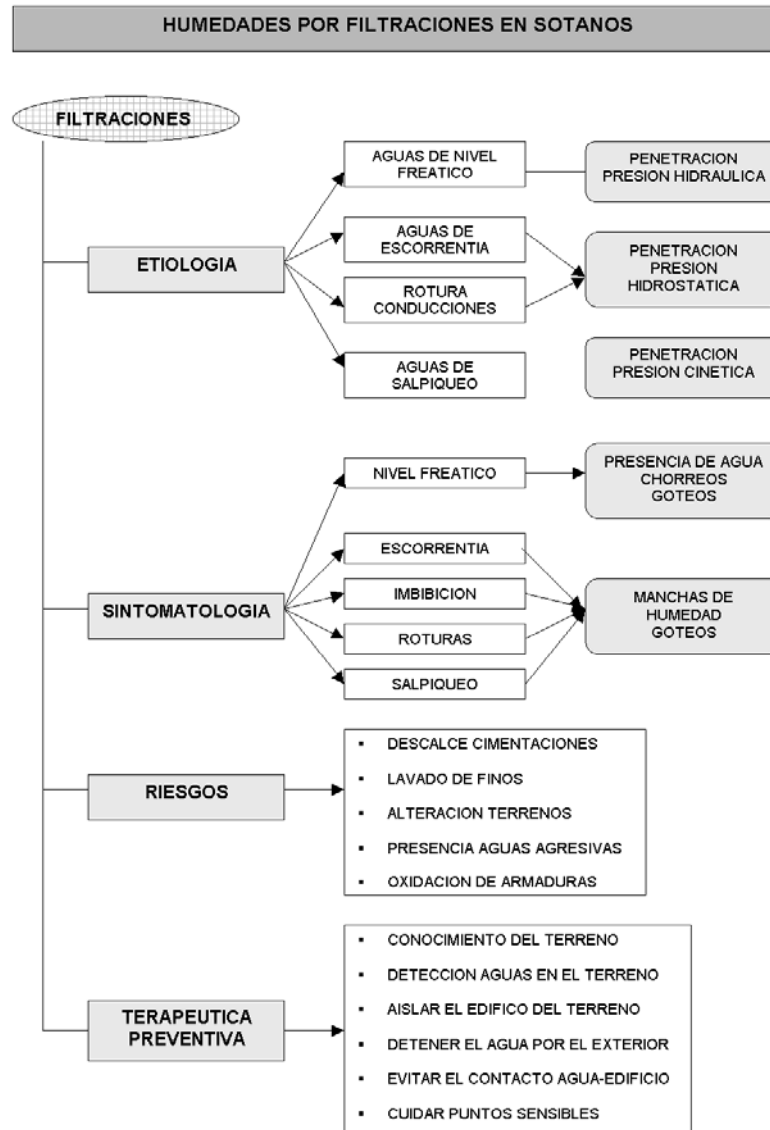 HUMEDADES POR FILTRACIONES EN SOTANOS
FILTRACIONES
ETIOLOGIA
AGUAS DE NIVEL
FREATICO
PENETRACION
PRESION HIDRAULICA
AGUAS DE
ESCORRENTIA
ROTURA
CONDUCCIONES
PENETRACION
PRESION
HIDROSTATICA
AGUAS DE
SALPIQUEO
PENETRACION
PRESION CINETICA
SINTOMATOLOGIA
NIVEL FREATICO
PRESENCIA DE AGUA
CHORREOS
GOTEOS
ESCORRENTIA
IMBIBICION
ROTURAS
SALPIQUEO
MANCHAS DE
HUMEDAD
GOTEOS
RIESGOS
▪ DESCALCE CIMENTACIONES
▪ LAVADO DE FINOS
▪ ALTERACION TERRENOS
▪ PRESENCIA AGUAS AGRESIVAS
▪ OXIDACION DE ARMADURAS
TERAPEUTICA
PREVENTIVA
▪ CONOCIMIENTO DEL TERRENO
▪ DETECCION AGUAS EN EL TERRENO
▪ AISLAR EL EDIFICO DEL TERRENO
▪ DETENER EL AGUA POR EL EXTERIOR
▪ EVITAR EL CONTACTO AGUA-EDIFICIO
▪ CUIDAR PUNTOS SENSIBLES